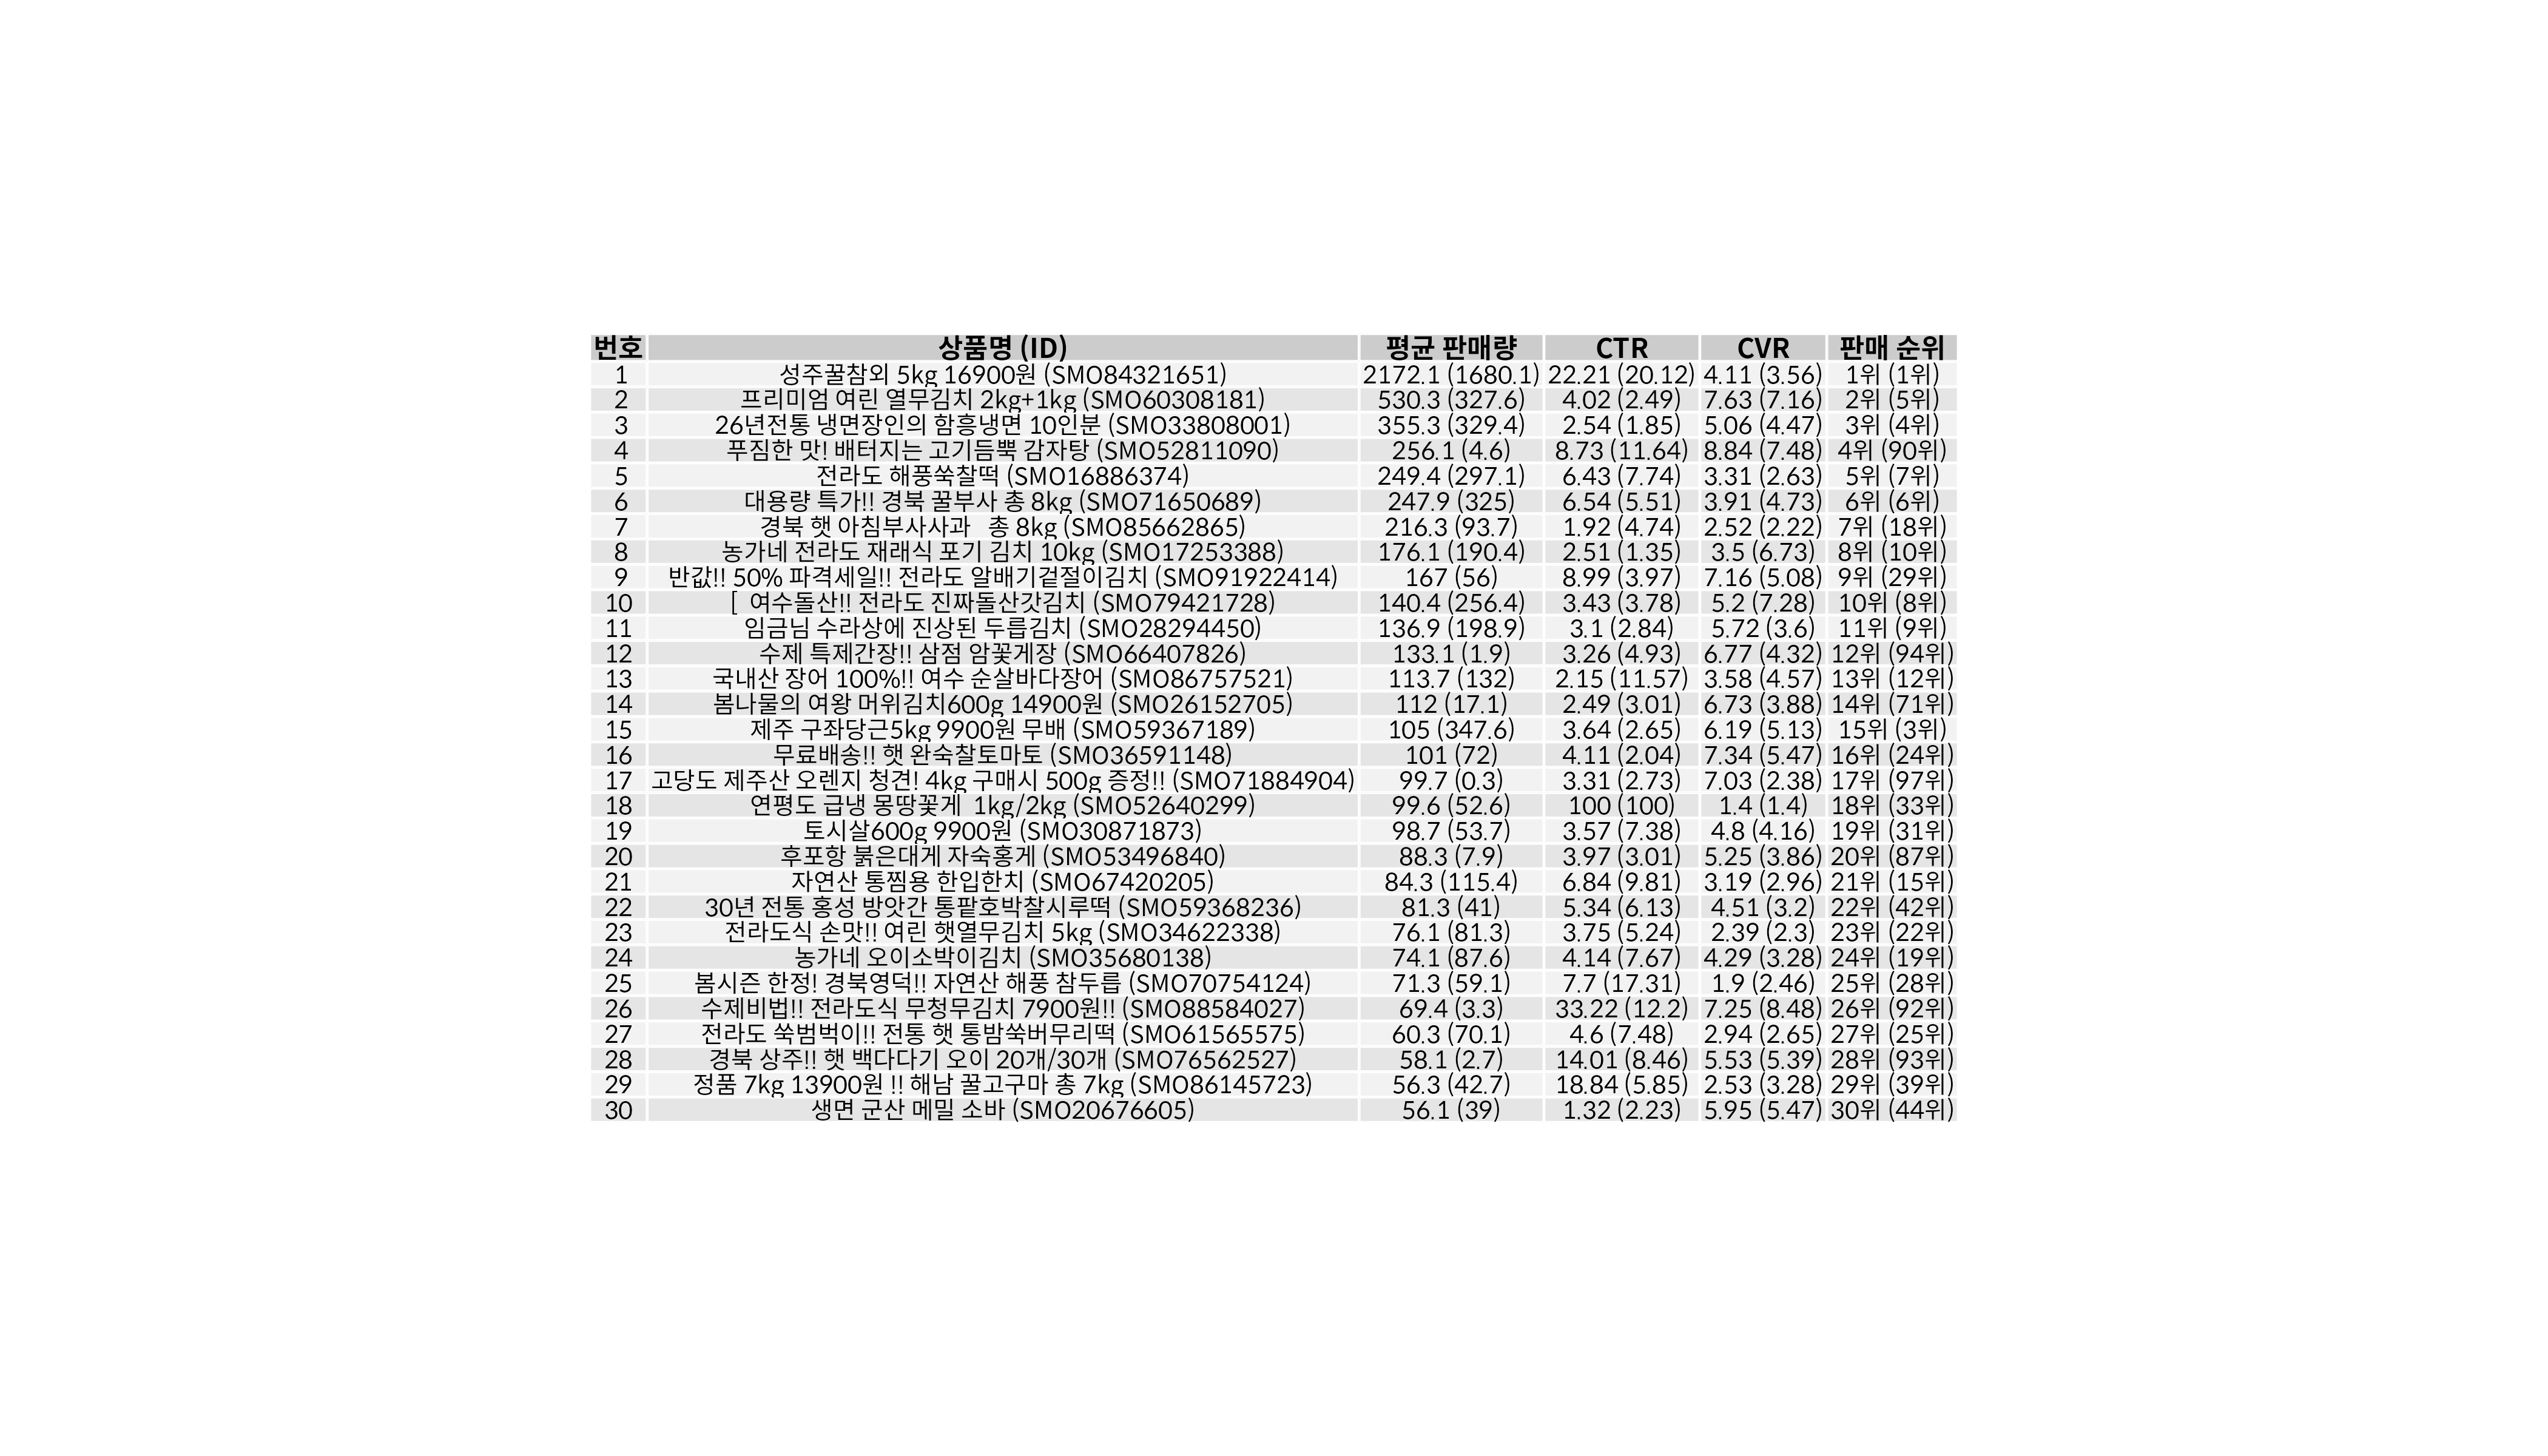 번호 상품명 (ID) 평균 판매량 CTR CVR 판매 순위
1 성주꿀참외 5kg 16900원 (SMO84321651) 2172.1 (1680.1) 22.21 (20.12) 4.11 (3.56) 1위 (1위)
2 프리미엄 여린 열무김치 2kg+1kg (SMO60308181) 530.3 (327.6) 4.02 (2.49) 7.63 (7.16) 2위 (5위)
3 26년전통 냉면장인의 함흥냉면 10인분 (SMO33808001) 355.3 (329.4) 2.54 (1.85) 5.06 (4.47) 3위 (4위)
4 푸짐한 맛! 배터지는 고기듬뿍 감자탕 (SMO52811090) 256.1 (4.6) 8.73 (11.64) 8.84 (7.48) 4위 (90위)
5 전라도 해풍쑥찰떡 (SMO16886374) 249.4 (297.1) 6.43 (7.74) 3.31 (2.63) 5위 (7위)
6 대용량 특가!! 경북 꿀부사 총 8kg (SMO71650689) 247.9 (325) 6.54 (5.51) 3.91 (4.73) 6위 (6위)
7 경북 햇 아침부사사과 총 8kg (SMO85662865) 216.3 (93.7) 1.92 (4.74) 2.52 (2.22) 7위 (18위)
8 농가네 전라도 재래식 포기 김치 10kg (SMO17253388) 176.1 (190.4) 2.51 (1.35) 3.5 (6.73) 8위 (10위)
9 반값!! 50% 파격세일!! 전라도 알배기겉절이김치 (SMO91922414) 167 (56) 8.99 (3.97) 7.16 (5.08) 9위 (29위)
10 [ 여수돌산!! 전라도 진짜돌산갓김치 (SMO79421728) 140.4 (256.4) 3.43 (3.78) 5.2 (7.28) 10위 (8위)
11 임금님 수라상에 진상된 두릅김치 (SMO28294450) 136.9 (198.9) 3.1 (2.84) 5.72 (3.6) 11위 (9위)
12 수제 특제간장!! 삼점 암꽃게장 (SMO66407826) 133.1 (1.9) 3.26 (4.93) 6.77 (4.32) 12위 (94위)
13 국내산 장어 100%!! 여수 순살바다장어 (SMO86757521) 113.7 (132) 2.15 (11.57) 3.58 (4.57) 13위 (12위)
14 봄나물의 여왕 머위김치600g 14900원 (SMO26152705) 112 (17.1) 2.49 (3.01) 6.73 (3.88) 14위 (71위)
15 제주 구좌당근5kg 9900원 무배 (SMO59367189) 105 (347.6) 3.64 (2.65) 6.19 (5.13) 15위 (3위)
16 무료배송!! 햇 완숙찰토마토 (SMO36591148) 101 (72) 4.11 (2.04) 7.34 (5.47) 16위 (24위)
17 고당도 제주산 오렌지 청견! 4kg 구매시 500g 증정!! (SMO71884904) 99.7 (0.3) 3.31 (2.73) 7.03 (2.38) 17위 (97위)
18 연평도 급냉 몽땅꽃게 1kg/2kg (SMO52640299) 99.6 (52.6) 100 (100) 1.4 (1.4) 18위 (33위)
19 토시살600g 9900원 (SMO30871873) 98.7 (53.7) 3.57 (7.38) 4.8 (4.16) 19위 (31위)
20 후포항 붉은대게 자숙홍게 (SMO53496840) 88.3 (7.9) 3.97 (3.01) 5.25 (3.86) 20위 (87위)
21 자연산 통찜용 한입한치 (SMO67420205) 84.3 (115.4) 6.84 (9.81) 3.19 (2.96) 21위 (15위)
22 30년 전통 홍성 방앗간 통팥호박찰시루떡 (SMO59368236) 81.3 (41) 5.34 (6.13) 4.51 (3.2) 22위 (42위)
23 전라도식 손맛!! 여린 햇열무김치 5kg (SMO34622338) 76.1 (81.3) 3.75 (5.24) 2.39 (2.3) 23위 (22위)
24 농가네 오이소박이김치 (SMO35680138) 74.1 (87.6) 4.14 (7.67) 4.29 (3.28) 24위 (19위)
25 봄시즌 한정! 경북영덕!! 자연산 해풍 참두릅 (SMO70754124) 71.3 (59.1) 7.7 (17.31) 1.9 (2.46) 25위 (28위)
26 수제비법!! 전라도식 무청무김치 7900원!! (SMO88584027) 69.4 (3.3) 33.22 (12.2) 7.25 (8.48) 26위 (92위)
27 전라도 쑥범벅이!! 전통 햇 통밤쑥버무리떡 (SMO61565575) 60.3 (70.1) 4.6 (7.48) 2.94 (2.65) 27위 (25위)
28 경북 상주!! 햇 백다다기 오이 20개/30개 (SMO76562527) 58.1 (2.7) 14.01 (8.46) 5.53 (5.39) 28위 (93위)
29 정품 7kg 13900원 !! 해남 꿀고구마 총 7kg (SMO86145723) 56.3 (42.7) 18.84 (5.85) 2.53 (3.28) 29위 (39위)
30 생면 군산 메밀 소바 (SMO20676605) 56.1 (39) 1.32 (2.23) 5.95 (5.47) 30위 (44위)